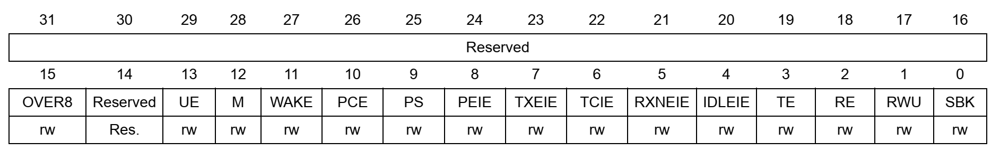 31 30 29 28 27 26 25 24 23 22 21 20 19 18 17 16
Reserved
15 14 13 12 11 10 9 8 7 6 5 4 3 2 1 0
OVER8 Reserved UE M WAKE PCE PS PEIE TXEIE TCIE RXNEIE IDLEIE TE RE RWU SBK
rw Res. rw rw rw rw rw rw rw rw rw rw rw rw rw rw